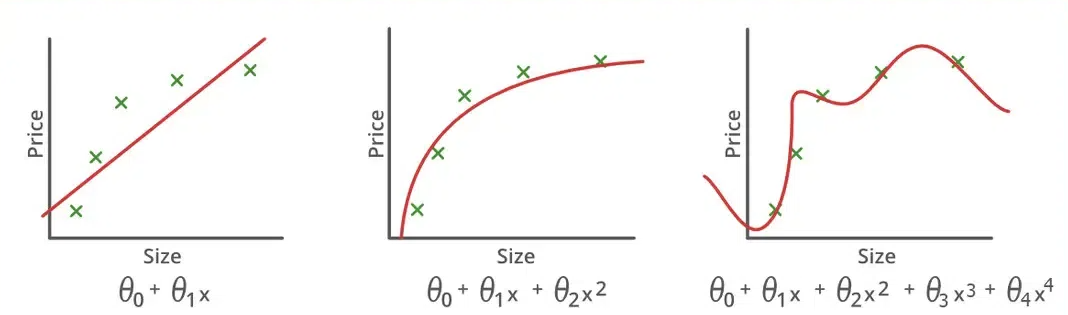 Price
Size
θ₀ + θ₁x
Price
Size
θ₀ + θ₁x + θ₂x²
Price
Size
θ₀ + θ₁x + θ₂x² + θ₃x³ + θ₄x⁴